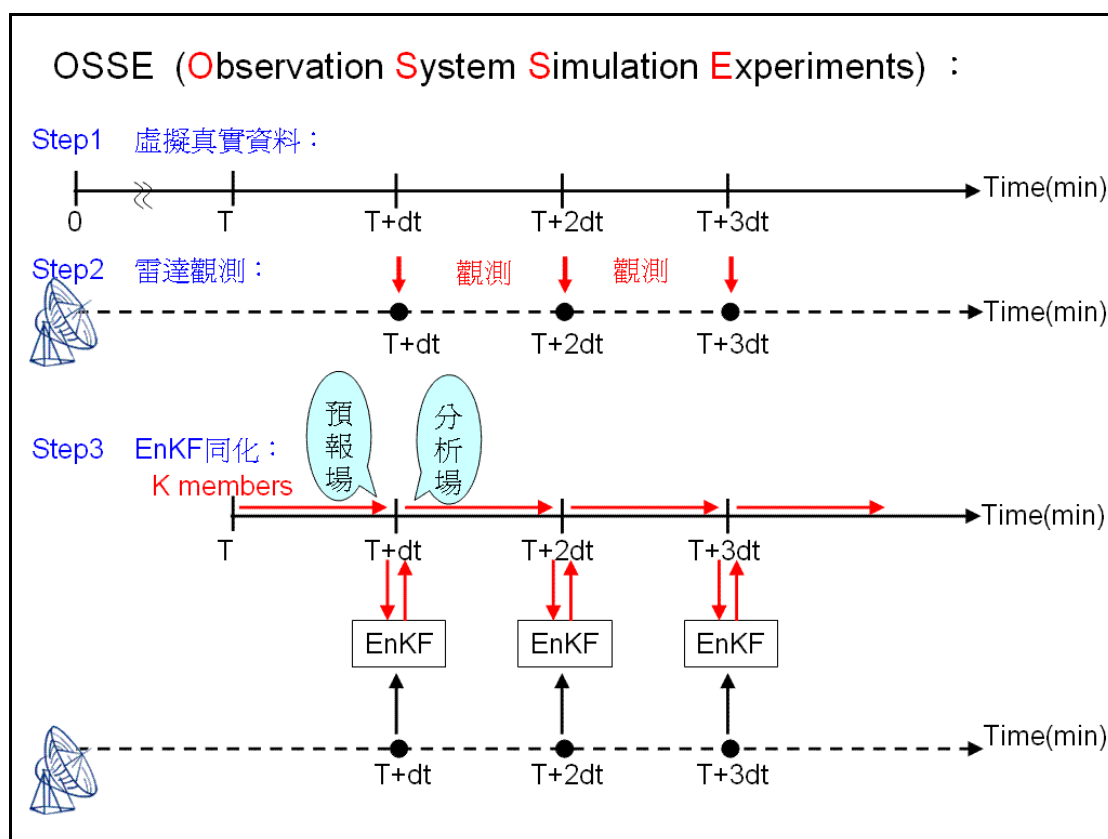 OSSE (Observation System Simulation Experiments)：
Step1 虛擬真實資料：
Time(min)
0 T T+dt T+2dt T+3dt
Step2 雷達觀測：
觀測 觀測
Time(min)
T+dt T+2dt T+3dt
預報場
分析場
Step3 EnKF同化：
K members
Time(min)
T T+dt T+2dt T+3dt
EnKF EnKF EnKF
Time(min)
T+dt T+2dt T+3dt